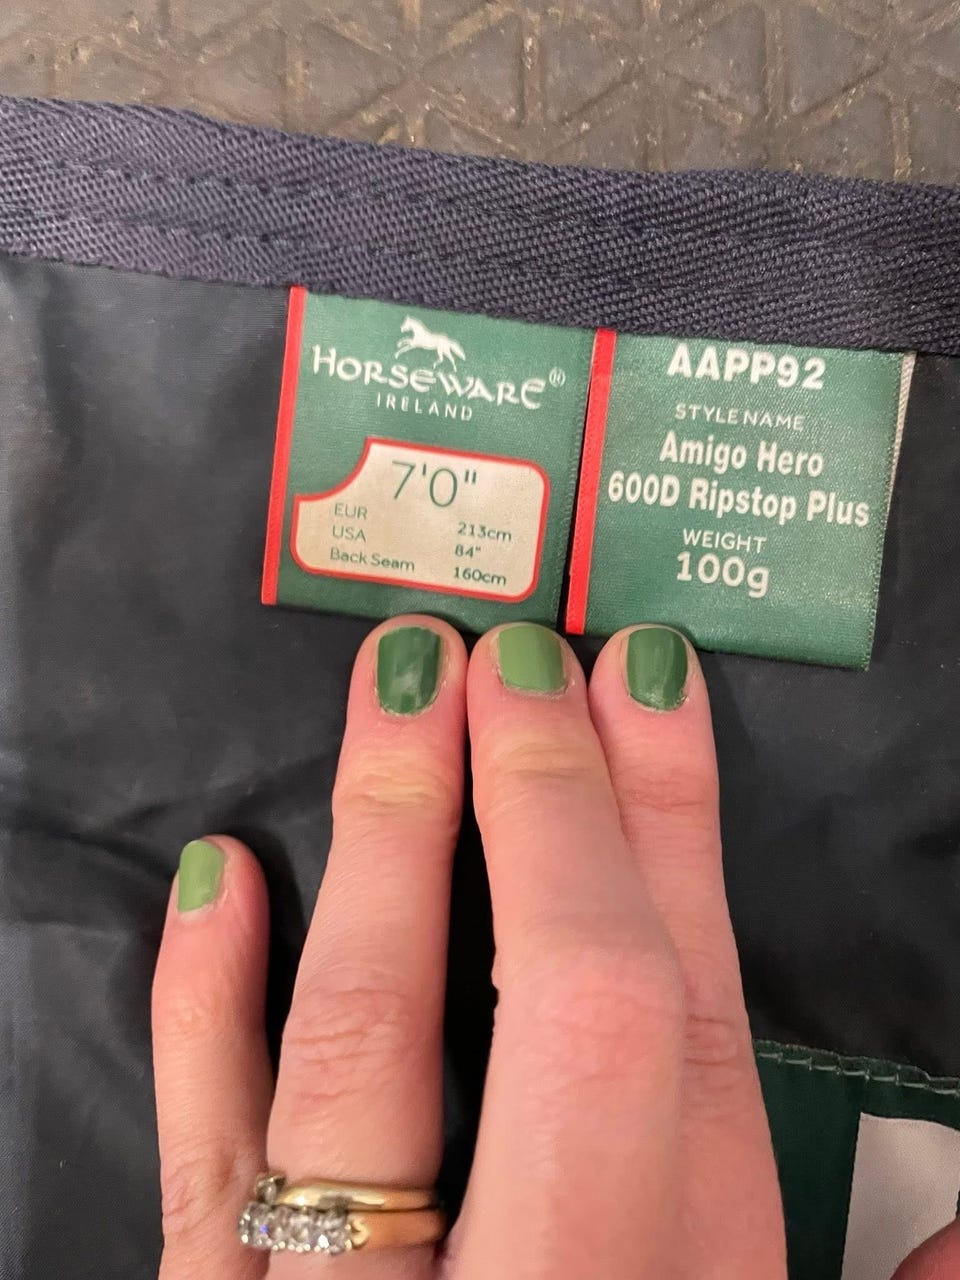 HORSEWARE®
IRELAND
7'0"
EUR 213cm
USA 84"
Back Seam 160cm
AAPP92
STYLE NAME
Amigo Hero
600D Ripstop Plus
WEIGHT
100g